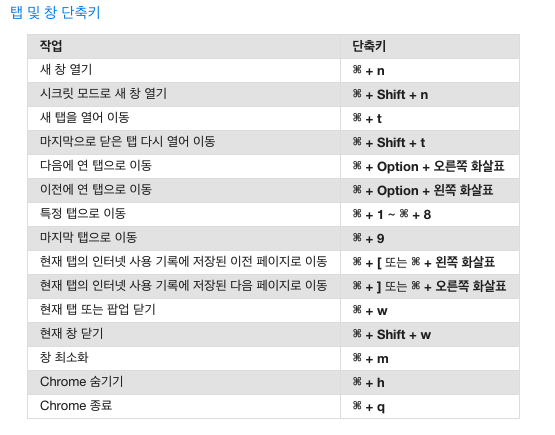 탭 및 창 단축키
작업 단축키
새 창 열기 ⌘ + n
시크릿 모드로 새 창 열기 ⌘ + Shift + n
새 탭을 열어 이동 ⌘ + t
마지막으로 닫은 탭 다시 열어 이동 ⌘ + Shift + t
다음에 연 탭으로 이동 ⌘ + Option + 오른쪽 화살표
이전에 연 탭으로 이동 ⌘ + Option + 왼쪽 화살표
특정 탭으로 이동 ⌘ + 1 ~ ⌘ + 8
마지막 탭으로 이동 ⌘ + 9
현재 탭의 인터넷 사용 기록에 저장된 이전 페이지로 이동 ⌘ + [ 또는 ⌘ + 왼쪽 화살표
현재 탭의 인터넷 사용 기록에 저장된 다음 페이지로 이동 ⌘ + ] 또는 ⌘ + 오른쪽 화살표
현재 탭 또는 팝업 닫기 ⌘ + w
현재 창 닫기 ⌘ + Shift + w
창 최소화 ⌘ + m
Chrome 숨기기 ⌘ + h
Chrome 종료 ⌘ + q